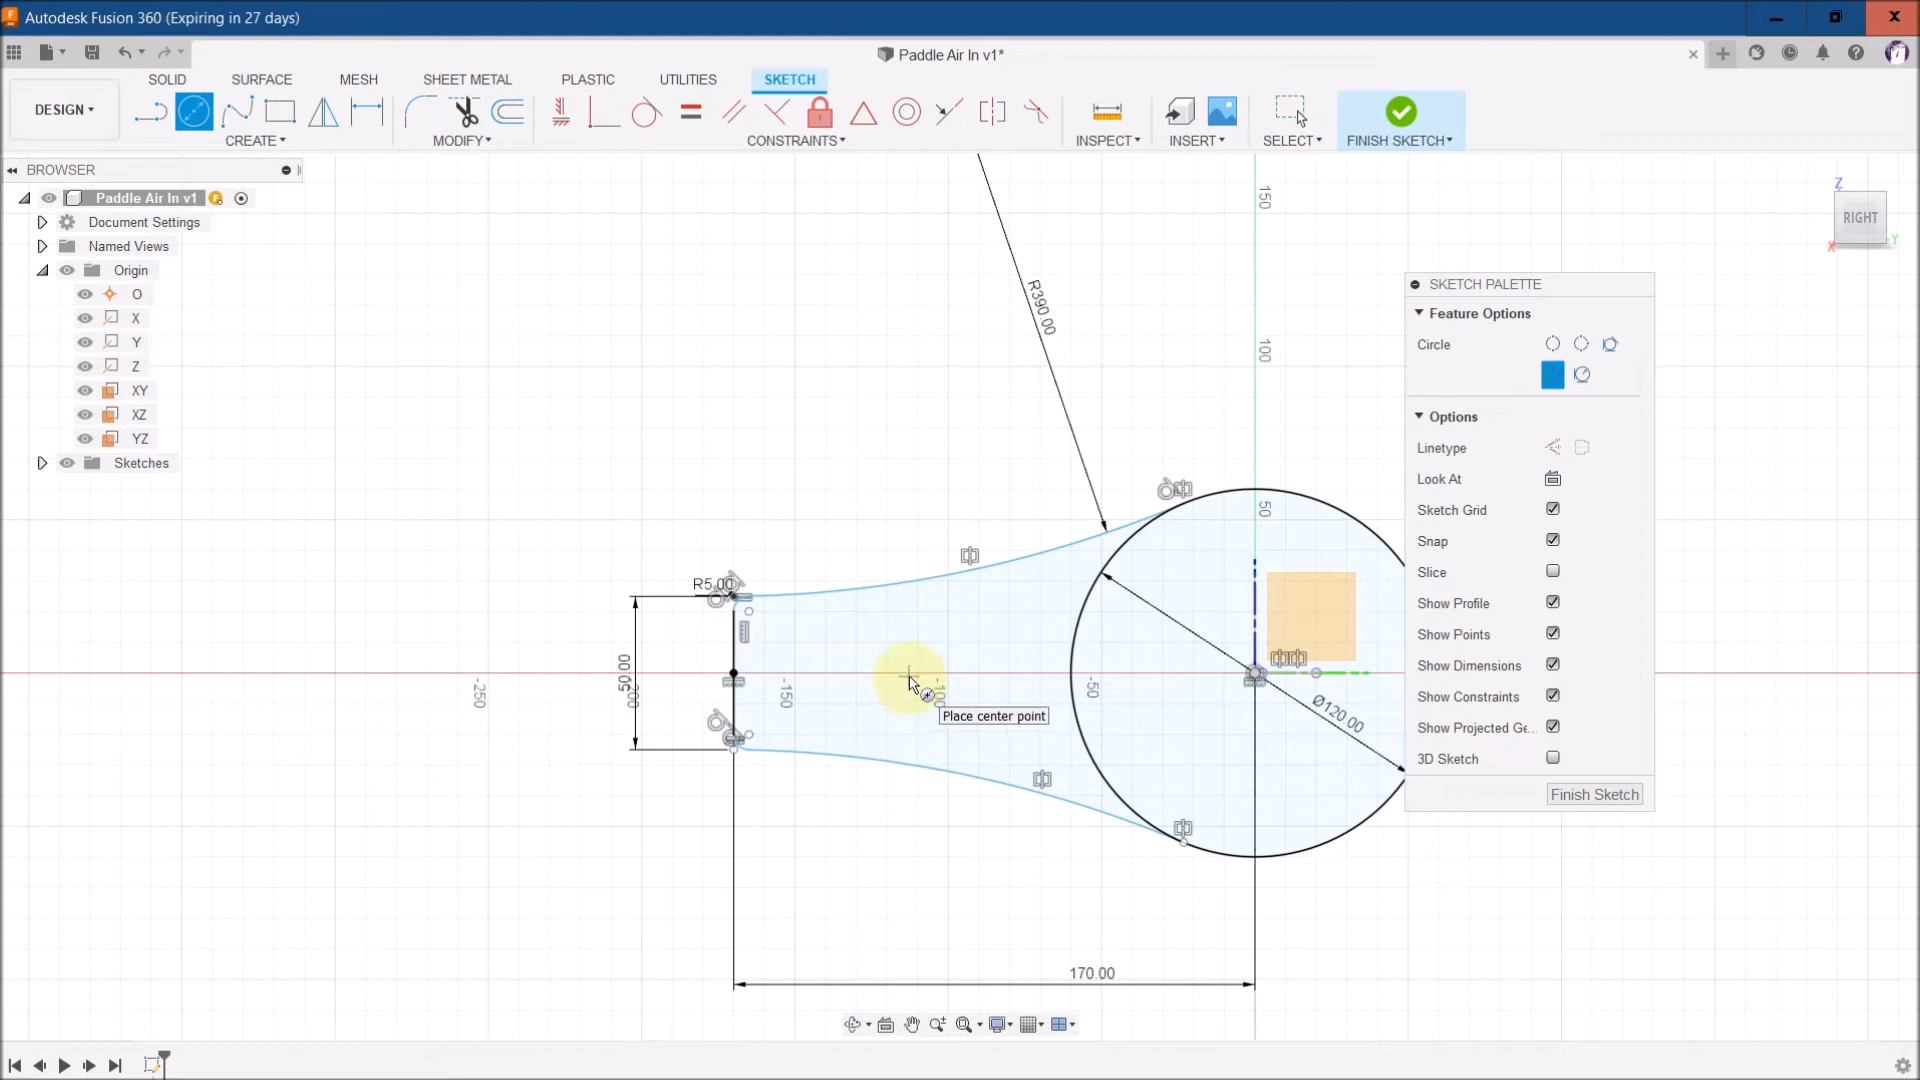 Autodesk Fusion 360 (Expiring in 27 days)
Paddle Air In v1*
SOLID SURFACE MESH SHEET METAL PLASTIC UTILITIES SKETCH
DESIGN
CREATE MODIFY CONSTRAINTS INSPECT INSERT SELECT FINISH SKETCH
BROWSER
Paddle Air In v1
Document Settings
Named Views
Origin
O
X
Y
Z
XY
XZ
YZ
Sketches
Z
RIGHT
X
Y
150
100
50
R390.00
R5.00
50.00
-250
-200
-150
-100
-50
Ø120.00
170.00
Place center point
SKETCH PALETTE
Feature Options
Circle
Options
Linetype
Look At
Sketch Grid
Snap
Slice
Show Profile
Show Points
Show Dimensions
Show Constraints
Show Projected Ge...
3D Sketch
Finish Sketch